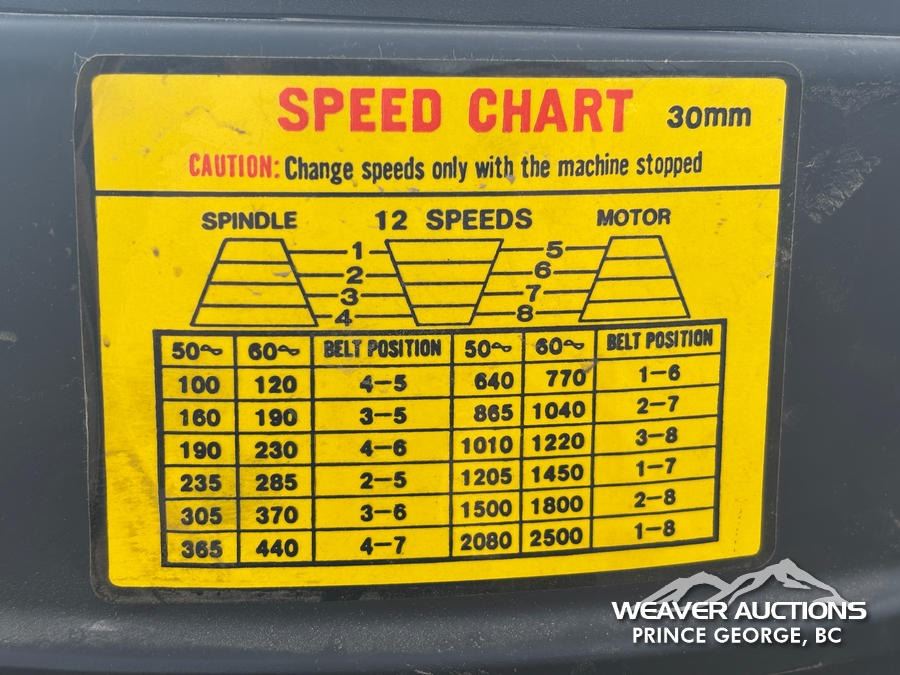 SPEED CHART 30mm
CAUTION: Change speeds only with the machine stopped
SPINDLE 12 SPEEDS MOTOR
1 5
2 6
3 7
4 8
50~ 60~ BELT POSITION 50~ 60~ BELT POSITION
100 120 4-5 640 770 1-6
160 190 3-5 865 1040 2-7
190 230 4-6 1010 1220 3-8
235 285 2-5 1205 1450 1-7
305 370 3-6 1500 1800 2-8
365 440 4-7 2080 2500 1-8
WEAVER AUCTIONS
PRINCE GEORGE, BC